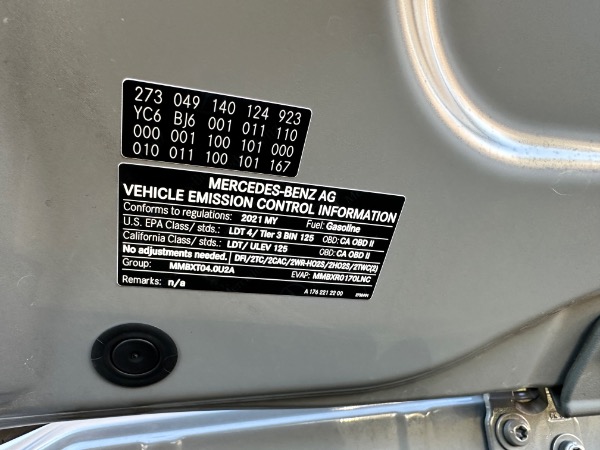 273 049 140 124 923
YC6 BJ6 001 011 110
000 001 100 101 000
010 011 100 101 167
MERCEDES-BENZ AG
VEHICLE EMISSION CONTROL INFORMATION
Conforms to regulations: 2021 MY Fuel: Gasoline
U.S. EPA Class/ stds.: LDT 4/ Tier 3 BIN 125 OBD: CA OBD II
California Class/ stds.: LDT/ ULEV 125 OBD: CA OBD II
No adjustments needed. DFI/2TC/2CAC/2WR-HO2S/2HO2S/2TWC(2)
Group: MMBXT04.0U2A EVAP: MMBXR0170LNC
Remarks: n/a A 176 221 22 00